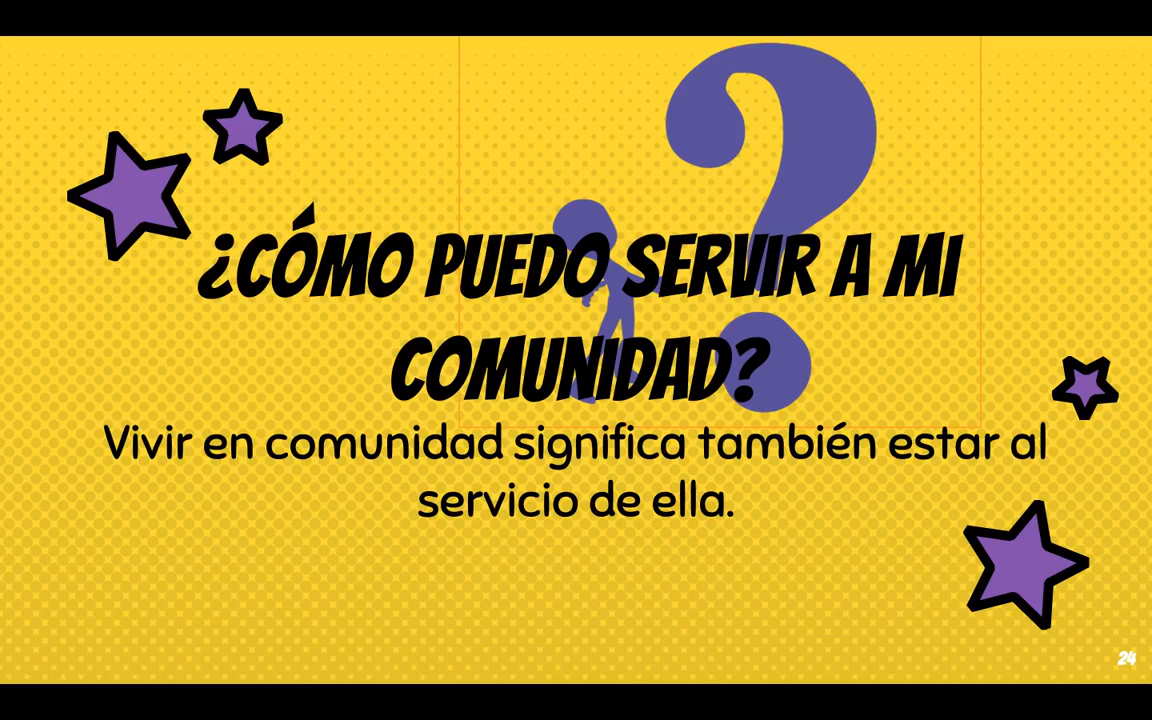 ¿CÓMO PUEDO SERVIR A MI
COMUNIDAD?
Vivir en comunidad significa también estar al
servicio de ella.
24